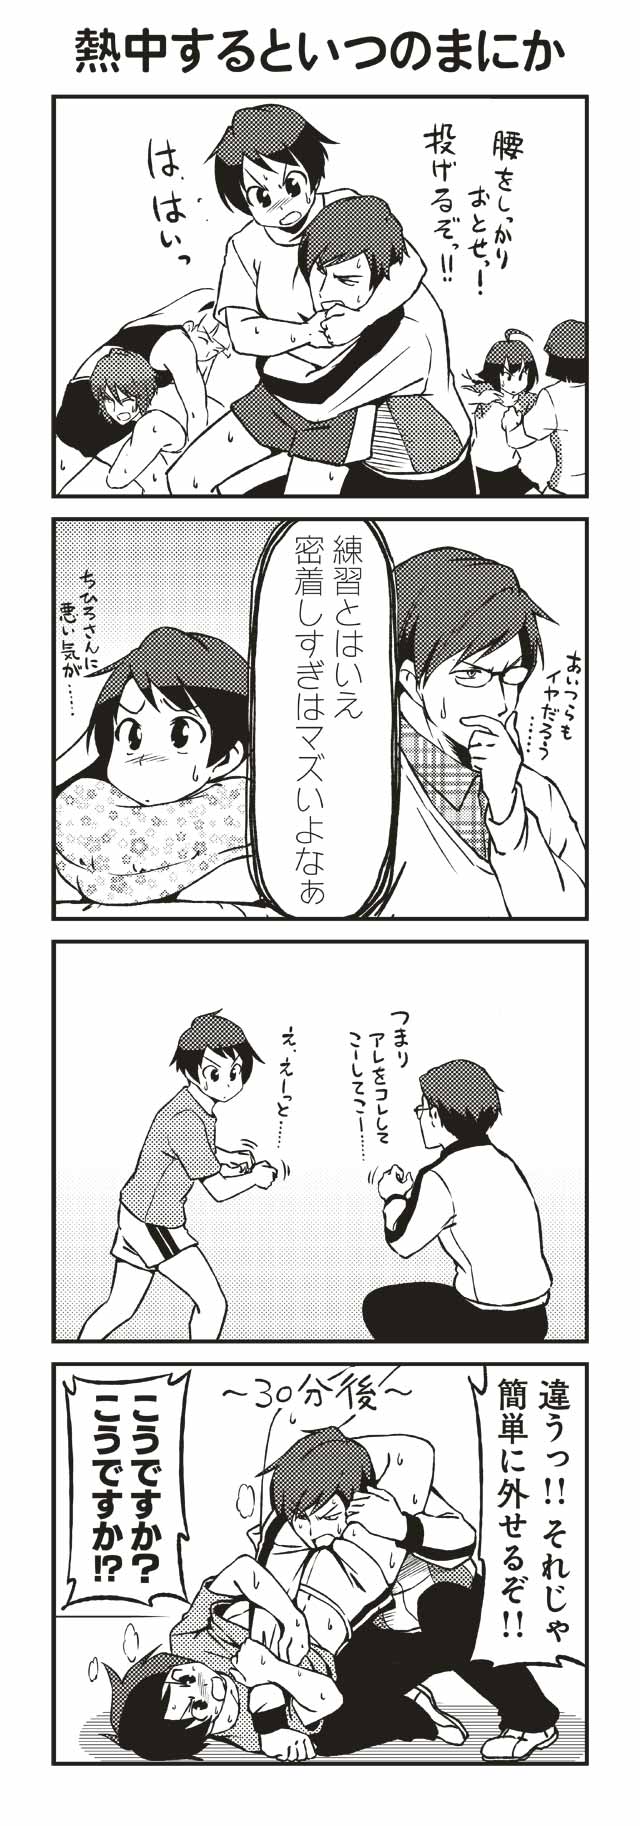 熱中するといつのまにか
腰をしっかり
おとせっ!
投げるぞっ!!
は、はいっ
あいつらも
イヤだろう
……
練習とはいえ
密着しすぎはマズいよなぁ
ちひろさんに
悪い気が……
つまり
アレをコレして
こーしてこー……
え、えーっと……
〜30分後〜
違うっ!! それじゃ
簡単に外せるぞ!!
こうですか?
こうですか!?